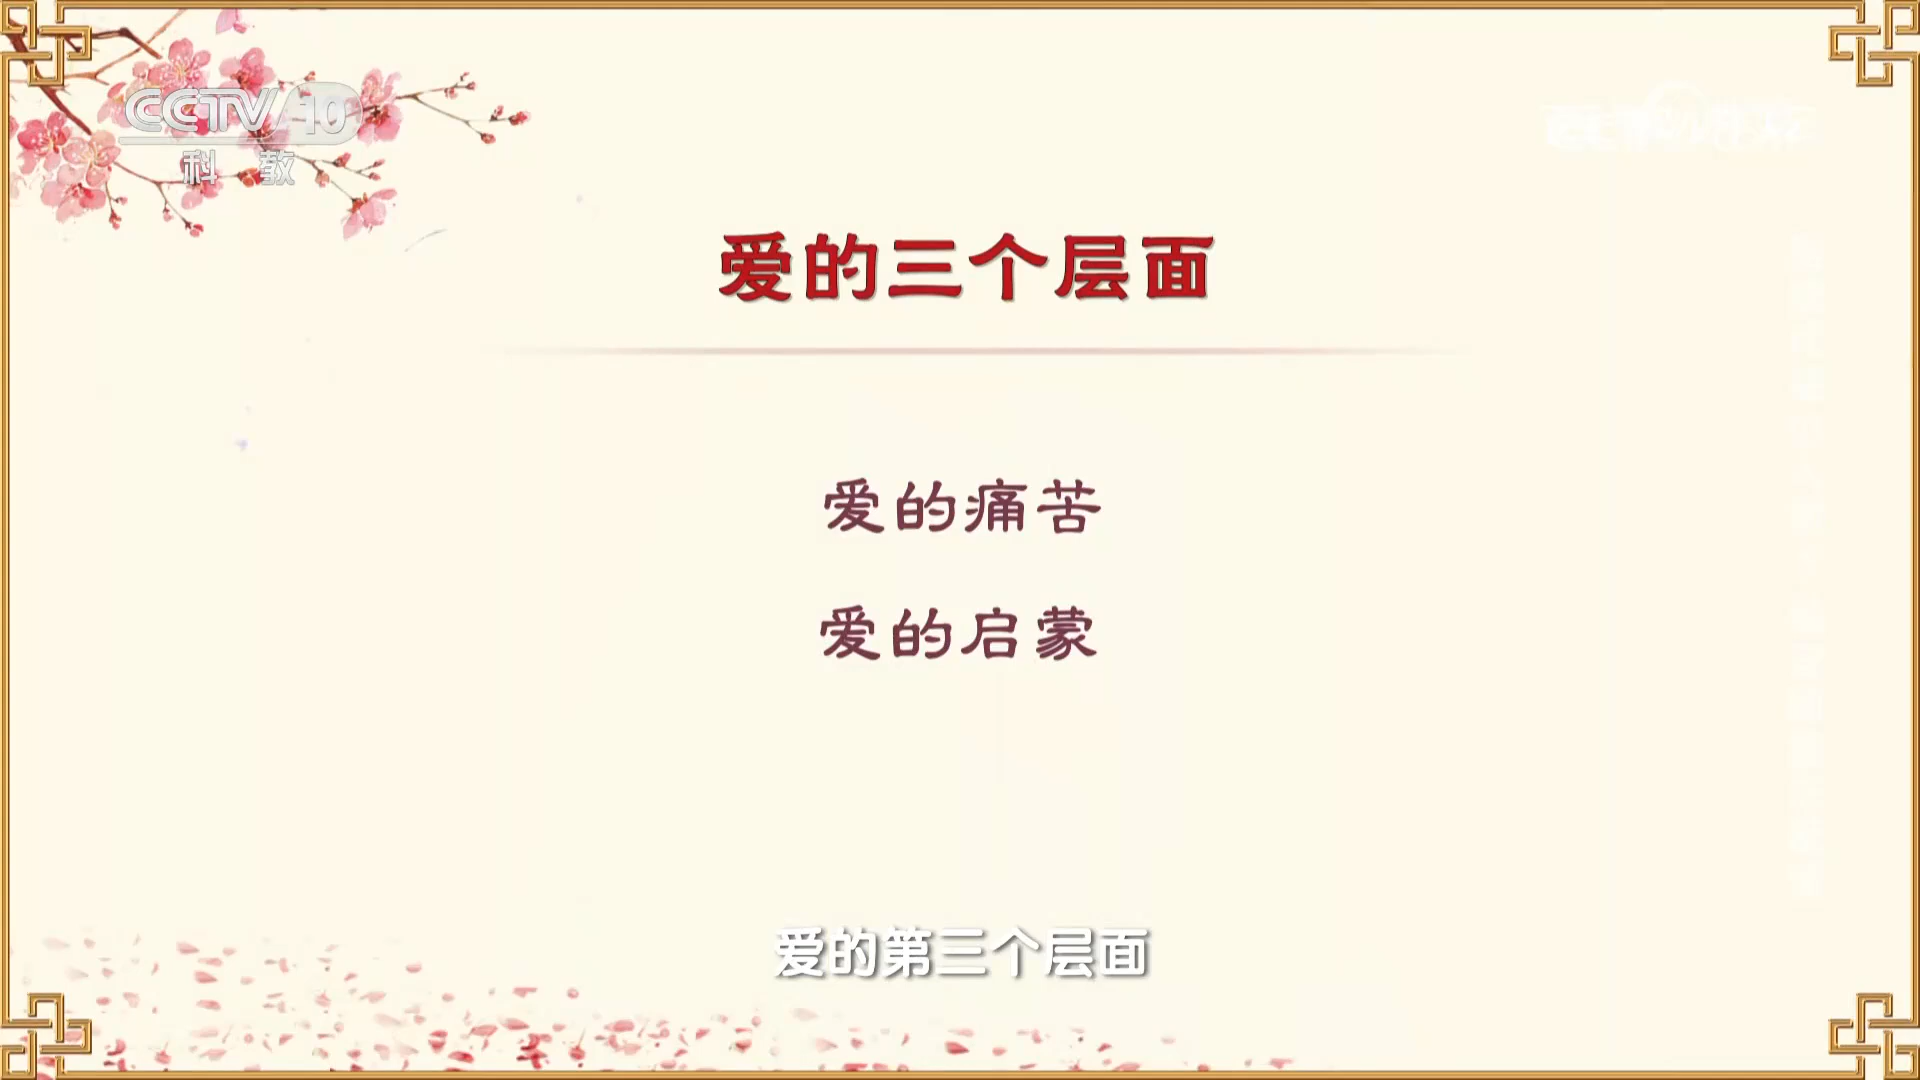 CCTV 10
科 教
爱的三个层面
爱的痛苦
爱的启蒙
爱的第三个层面